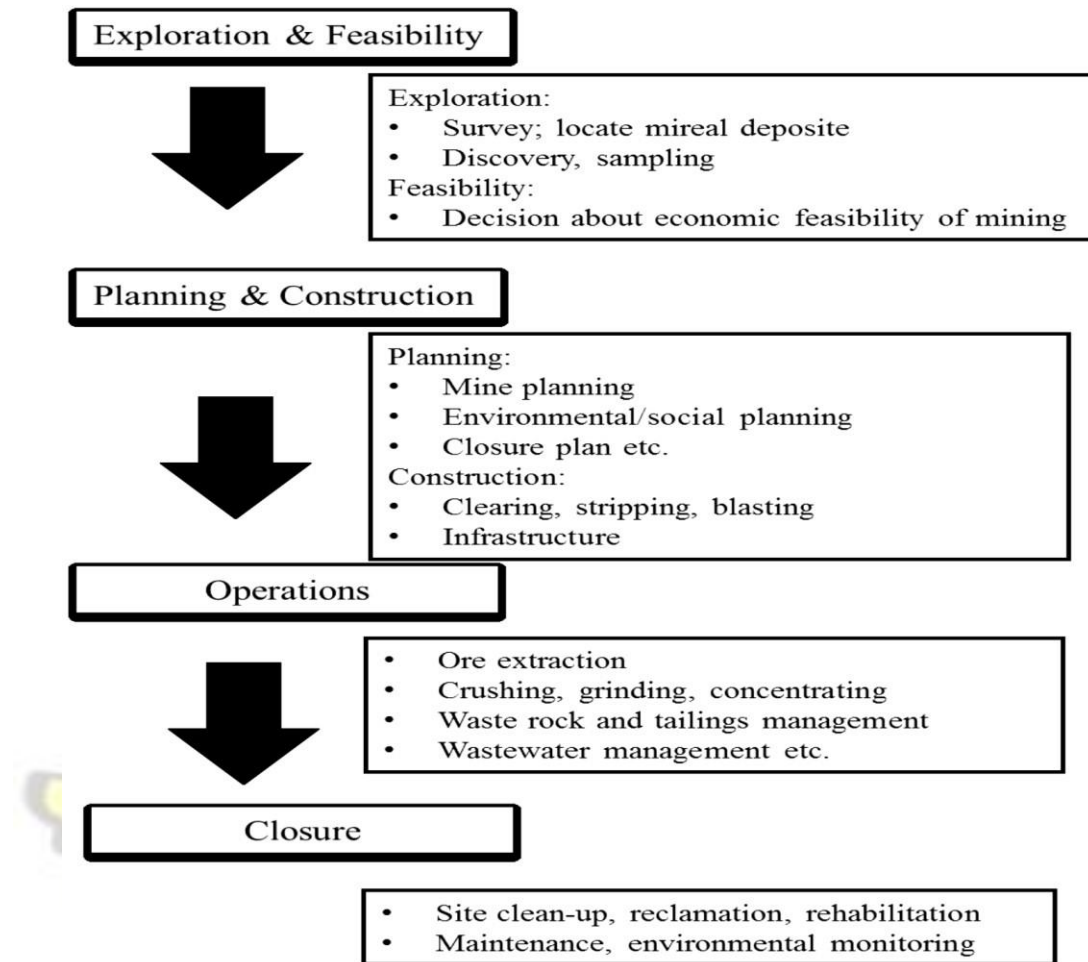 Exploration & Feasibility
Exploration:
• Survey; locate mireal deposite
• Discovery, sampling
Feasibility:
• Decision about economic feasibility of mining
Planning & Construction
Planning:
• Mine planning
• Environmental/social planning
• Closure plan etc.
Construction:
• Clearing, stripping, blasting
• Infrastructure
Operations
• Ore extraction
• Crushing, grinding, concentrating
• Waste rock and tailings management
• Wastewater management etc.
Closure
• Site clean-up, reclamation, rehabilitation
• Maintenance, environmental monitoring